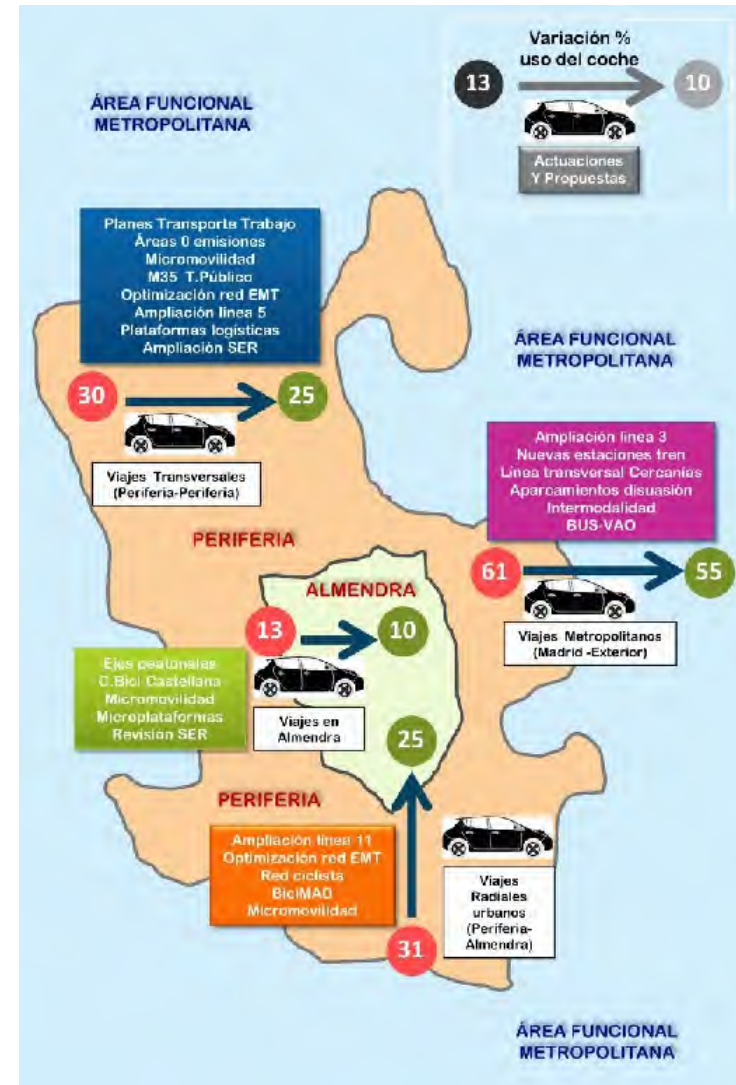 Variación %
uso del coche
13
10
Actuaciones
Y Propuestas
ÁREA FUNCIONAL
METROPOLITANA
Planes Transporte Trabajo
Áreas 0 emisiones
Micromovilidad
M35 T.Público
Optimización red EMT
Ampliación línea 5
Plataformas logísticas
Ampliación SER
30
25
Viajes Transversales
(Periferia-Periferia)
ÁREA FUNCIONAL
METROPOLITANA
Ampliación línea 3
Nuevas estaciones tren
Línea transversal Cercanías
Aparcamientos disuasión
Intermodalidad
BUS-VAO
61
55
Viajes Metropolitanos
(Madrid -Exterior)
PERIFERIA
ALMENDRA
13
10
Ejes peatonales
C.Bici Castellana
Micromovilidad
Microplataformas
Revisión SER
Viajes en
Almendra
25
PERIFERIA
Ampliación línea 11
Optimización red EMT
Red ciclista
BiciMAD
Micromovilidad
31
Viajes
Radiales
urbanos
(Periferia-
Almendra)
ÁREA FUNCIONAL
METROPOLITANA